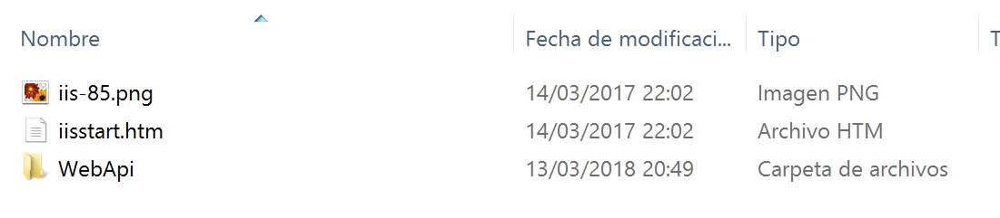 Nombre Fecha de modificaci... Tipo T
iis-85.png 14/03/2017 22:02 Imagen PNG
iisstart.htm 14/03/2017 22:02 Archivo HTM
WebApi 13/03/2018 20:49 Carpeta de archivos